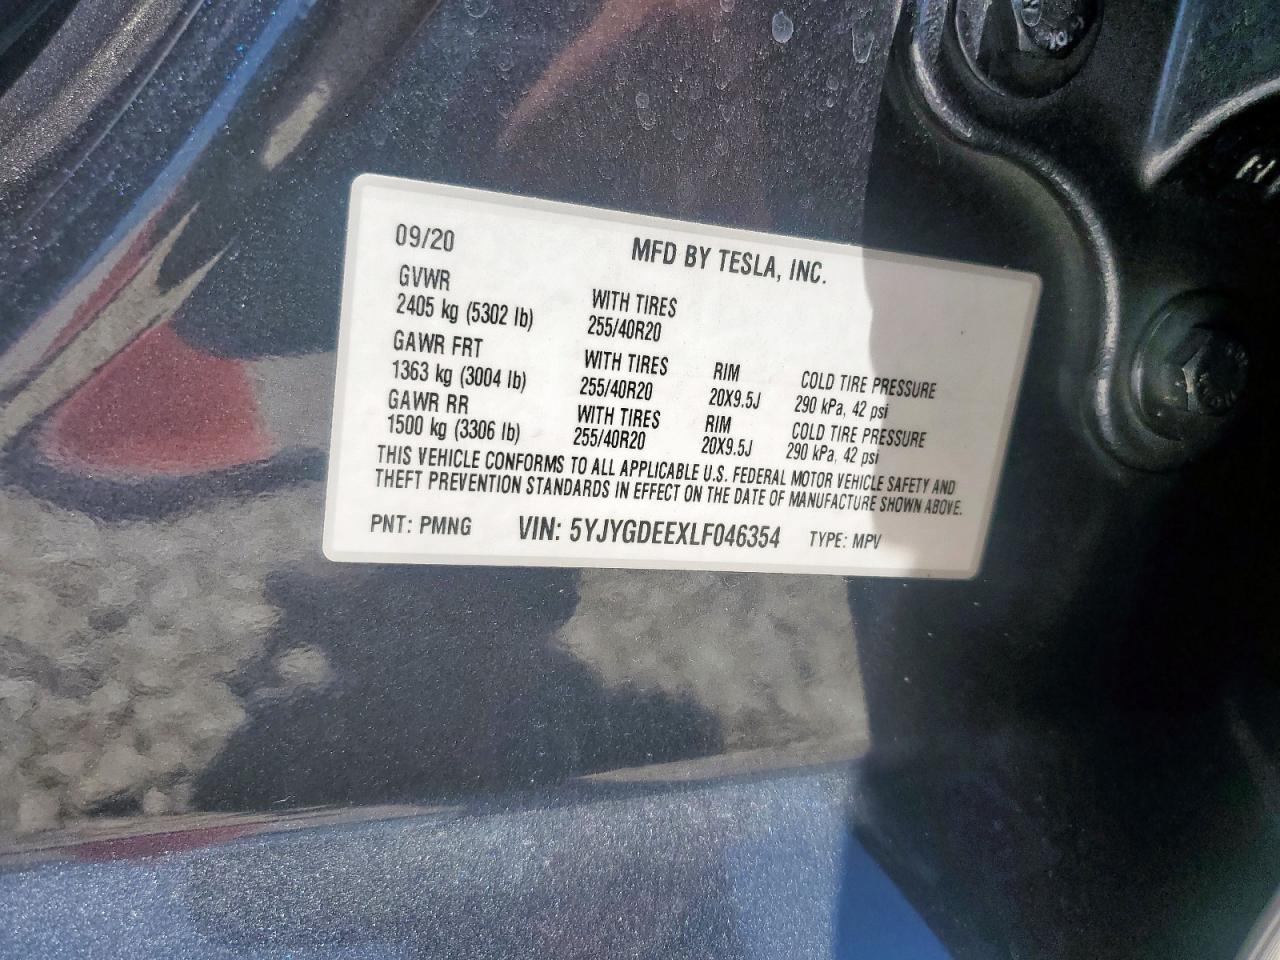 09/20 MFD BY TESLA, INC.
GVWR
2405 kg (5302 lb) WITH TIRES 255/40R20
GAWR FRT
1363 kg (3004 lb) WITH TIRES 255/40R20 RIM 20X9.5J COLD TIRE PRESSURE 290 kPa, 42 psi
GAWR RR
1500 kg (3306 lb) WITH TIRES 255/40R20 RIM 20X9.5J COLD TIRE PRESSURE 290 kPa, 42 psi
THIS VEHICLE CONFORMS TO ALL APPLICABLE U.S. FEDERAL MOTOR VEHICLE SAFETY AND
THEFT PREVENTION STANDARDS IN EFFECT ON THE DATE OF MANUFACTURE SHOWN ABOVE.
PNT: PMNG VIN: 5YJYGDEEXLF046354 TYPE: MPV